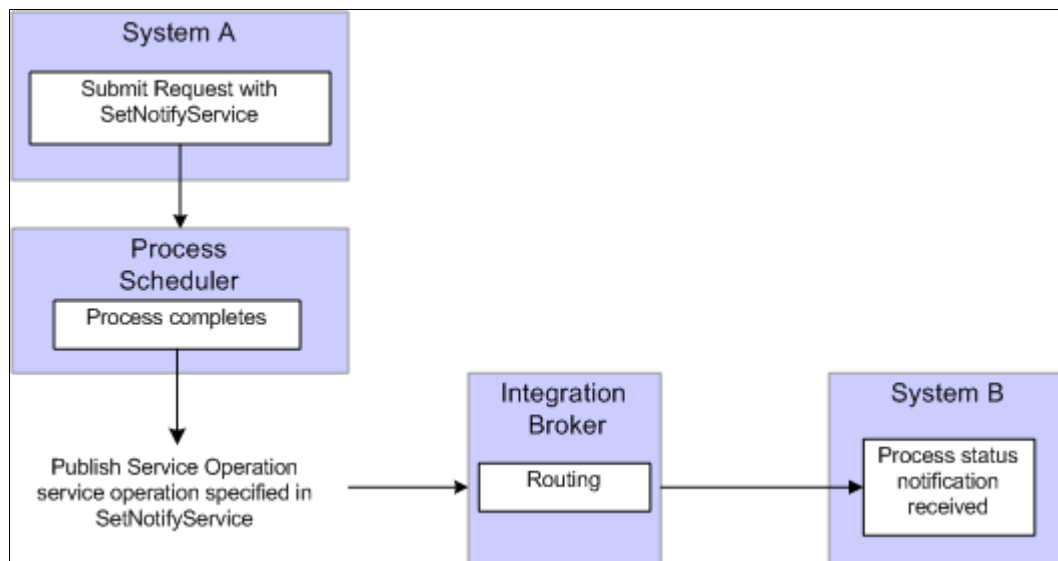 System A
Submit Request with
SetNotifyService
Process
Scheduler
Process completes
Publish Service Operation
service operation specified in
SetNotifyService
Integration
Broker
Routing
System B
Process status
notification
received